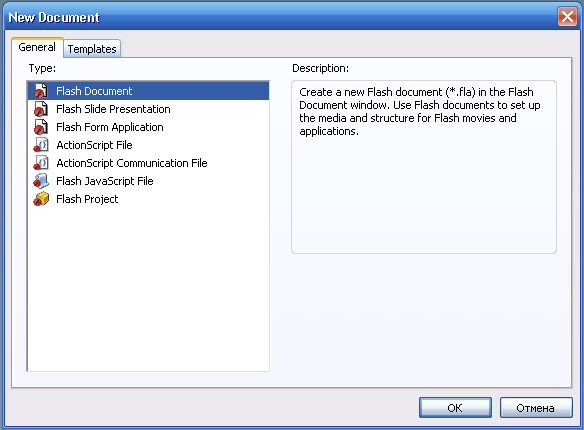 New Document
General
Templates
Type:
Flash Document
Flash Slide Presentation
Flash Form Application
ActionScript File
ActionScript Communication File
Flash JavaScript File
Flash Project
Description:
Create a new Flash document (*.fla) in the Flash
Document window. Use Flash documents to set up
the media and structure for Flash movies and
applications.
OK
Отмена